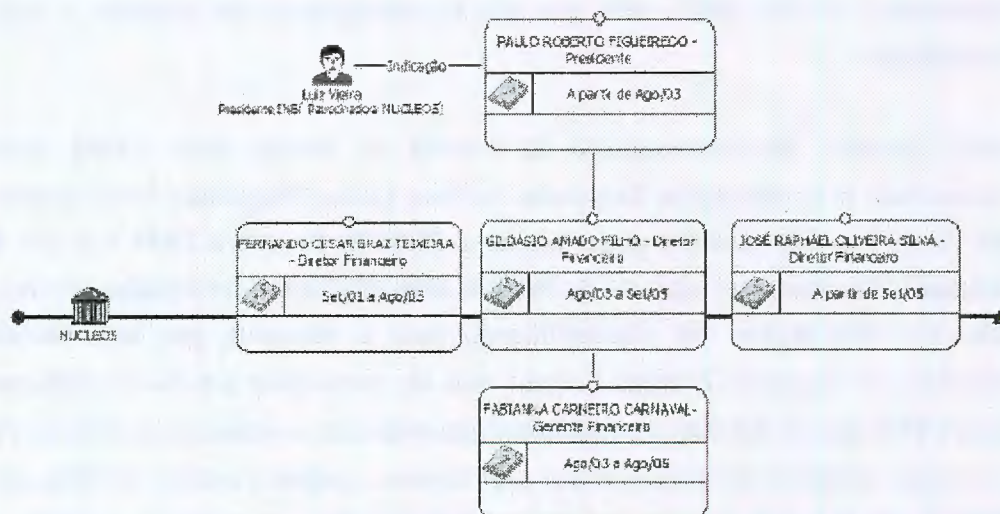 PAULO ROBERTO FIGUEIREDO -
Presidente
A partir de Ago/03
Indicação
Luiz Vieira
Presidente INB( Patrocinadora NUCLEOS)
FERNANDO CESAR BRAZ TEIXEIRA
- Diretor Financeiro
Set/01 a Ago/03
GILDASIO AMADO FILHO - Diretor
Financeiro
Ago/03 a Set/05
JOSÉ RAPHAEL OLIVEIRA SILVA -
Diretor Financeiro
A partir de Set/05
NUCLEOS
FABIANNA CARNEIRO CARNAVAL -
Gerente Financeiro
Ago/03 a Ago/05